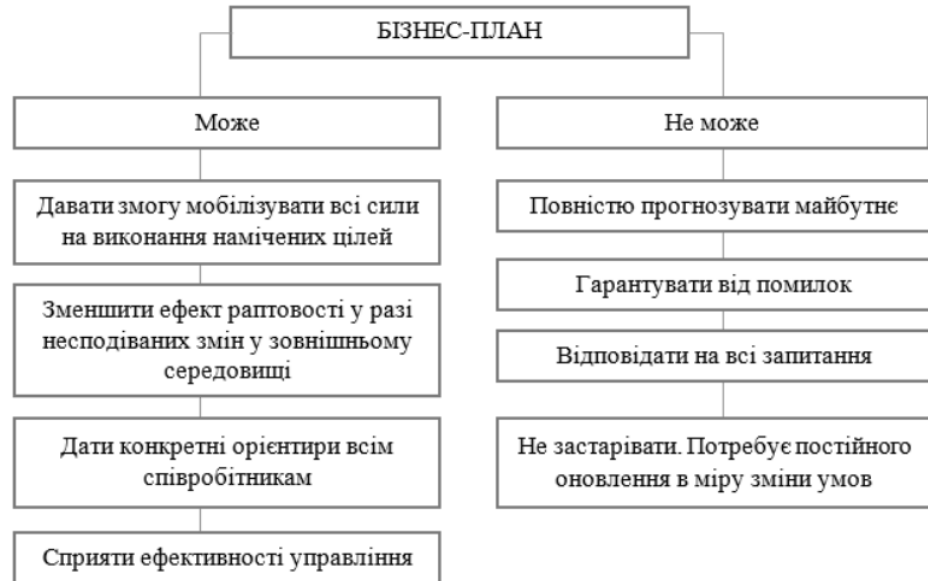 БІЗНЕС-ПЛАН
Може
Давати змогу мобілізувати всі сили
на виконання намічених цілей
Зменшити ефект раптовості у разі
несподіваних змін у зовнішньому
середовищі
Дати конкретні орієнтири всім
співробітникам
Сприяти ефективності управління
Не може
Повністю прогнозувати майбутнє
Гарантувати від помилок
Відповідати на всі запитання
Не застарівати. Потребує постійного
оновлення в міру зміни умов